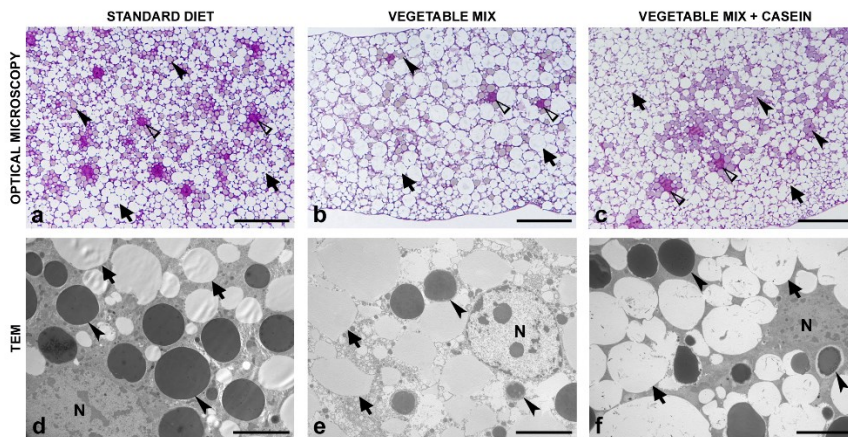 STANDARD DIET
VEGETABLE MIX
VEGETABLE MIX + CASEIN
OPTICAL MICROSCOPY
a
b
c
TEM
N
d
N
e
N
f